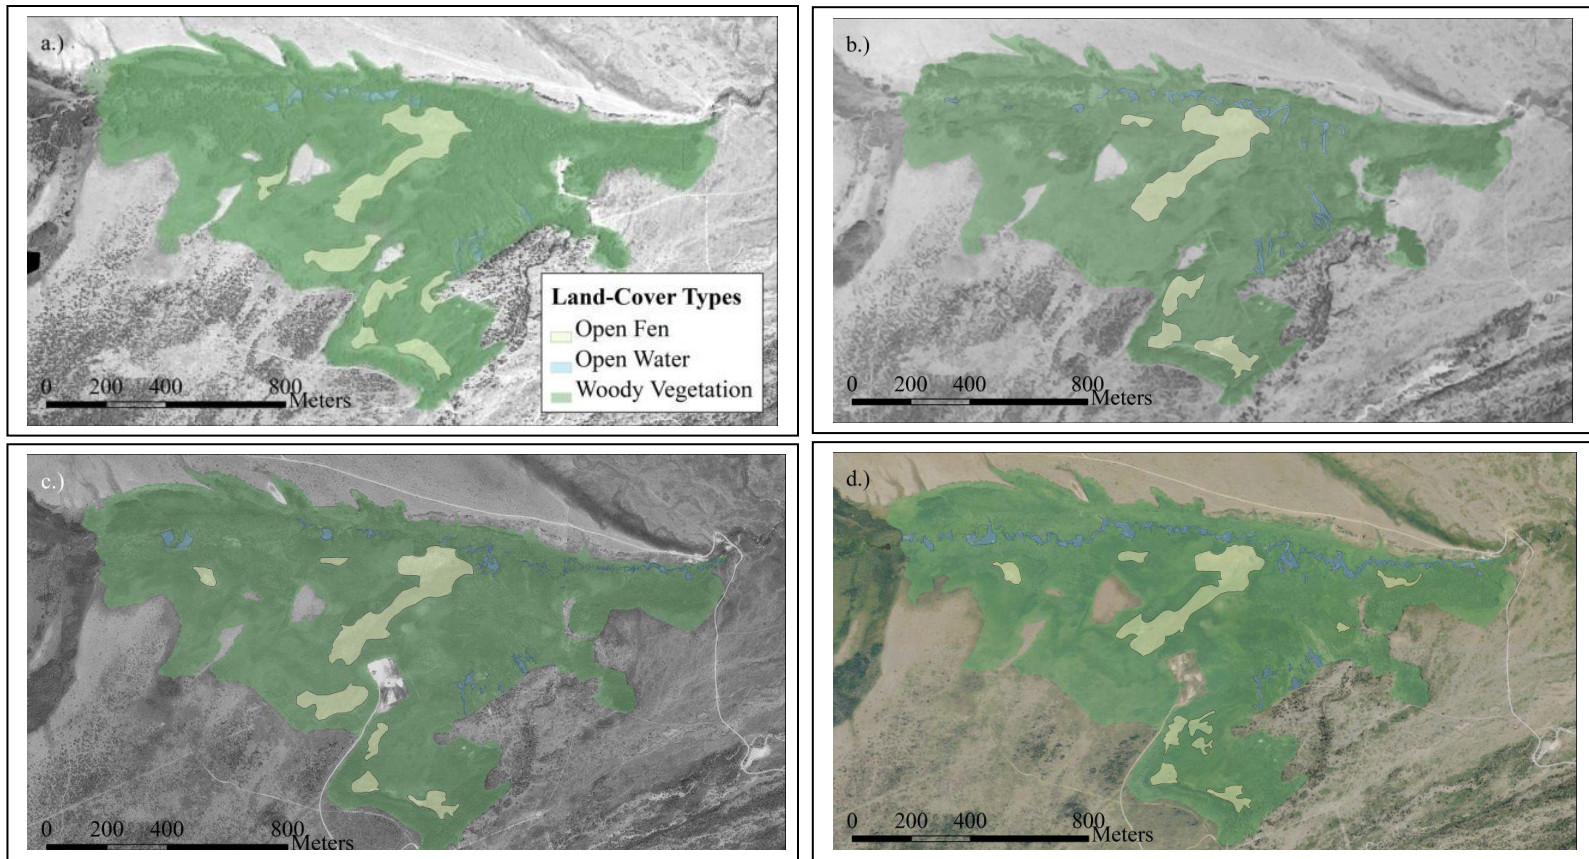 a.)
Land-Cover Types
Open Fen
Open Water
Woody Vegetation
0 200 400 800
Meters
b.)
0 200 400 800
Meters
c.)
0 200 400 800
Meters
d.)
0 200 400 800
Meters